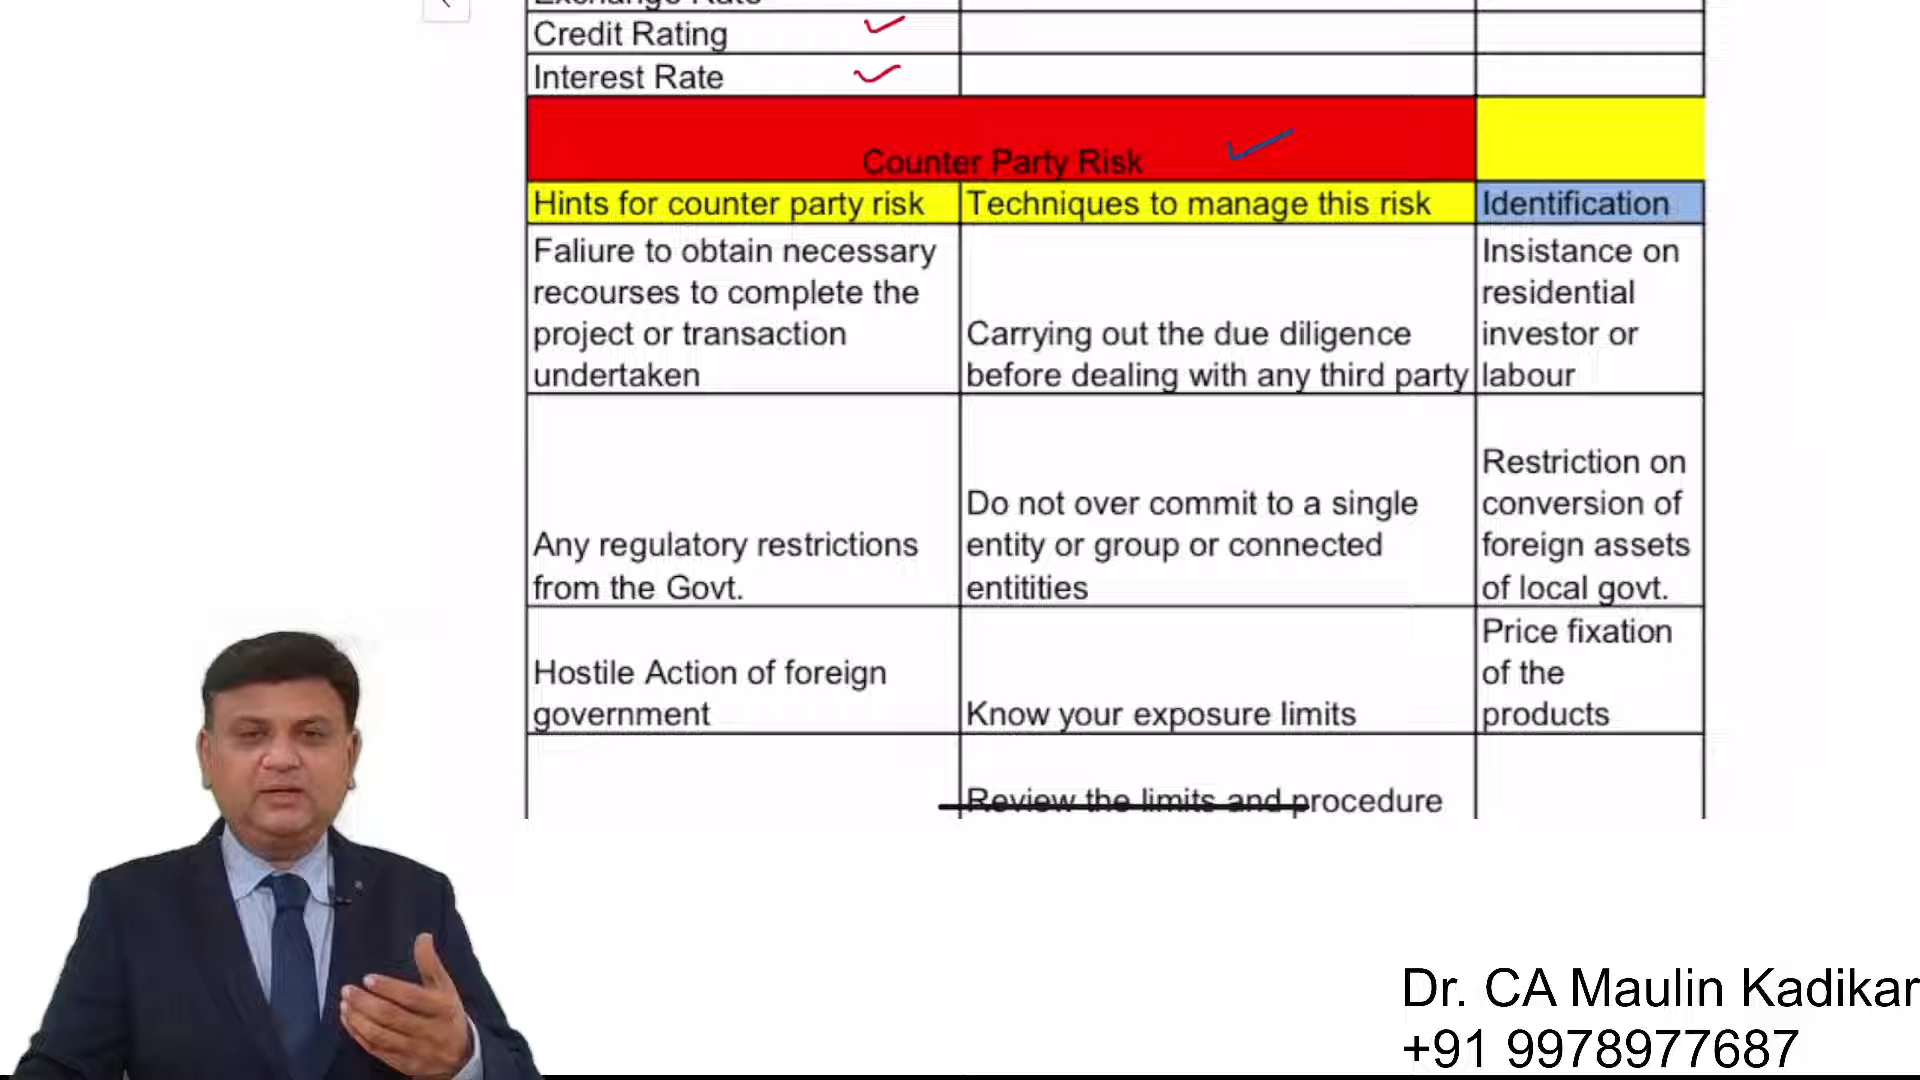 Exchange Rate
Credit Rating
Interest Rate
Counter Party Risk
Hints for counter party risk
Techniques to manage this risk
Identification
Faliure to obtain necessary
recourses to complete the
project or transaction
undertaken
Carrying out the due diligence
before dealing with any third party
Insistance on
residential
investor or
labour
Any regulatory restrictions
from the Govt.
Do not over commit to a single
entity or group or connected
entitities
Restriction on
conversion of
foreign assets
of local govt.
Hostile Action of foreign
government
Know your exposure limits
Price fixation
of the
products
Review the limits and procedure
Dr. CA Maulin Kadikar
+91 9978977687